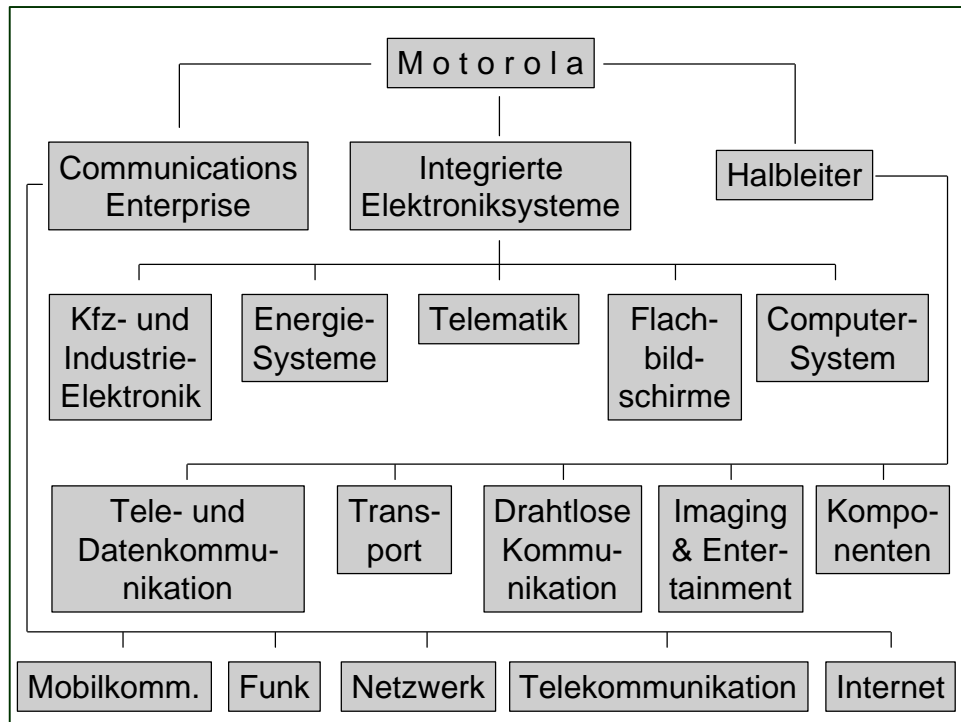 M o t o r o l a
Communications
Enterprise
Integrierte
Elektroniksysteme
Halbleiter
Kfz- und
Industrie-
Elektronik
Energie-
Systeme
Telematik
Flach-
bild-
schirme
Computer-
System
Tele- und
Datenkommu-
nikation
Trans-
port
Drahtlose
Kommu-
nikation
Imaging
& Enter-
tainment
Kompo-
nenten
Mobilkomm.
Funk
Netzwerk
Telekommunikation
Internet